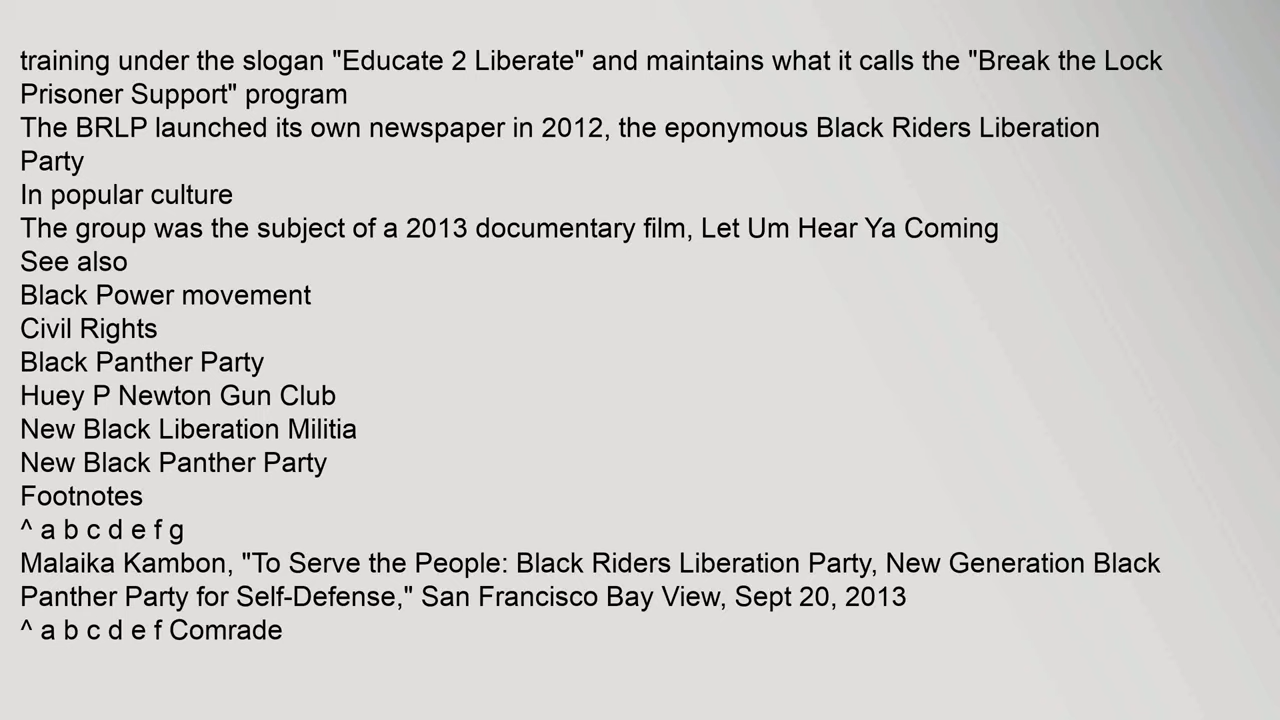 training under the slogan "Educate 2 Liberate" and maintains what it calls the "Break the Lock
Prisoner Support" program
The BRLP launched its own newspaper in 2012, the eponymous Black Riders Liberation
Party
In popular culture
The group was the subject of a 2013 documentary film, Let Um Hear Ya Coming
See also
Black Power movement
Civil Rights
Black Panther Party
Huey P Newton Gun Club
New Black Liberation Militia
New Black Panther Party
Footnotes
^ a b c d e f g
Malaika Kambon, "To Serve the People: Black Riders Liberation Party, New Generation Black
Panther Party for Self-Defense," San Francisco Bay View, Sept 20, 2013
^ a b c d e f Comrade